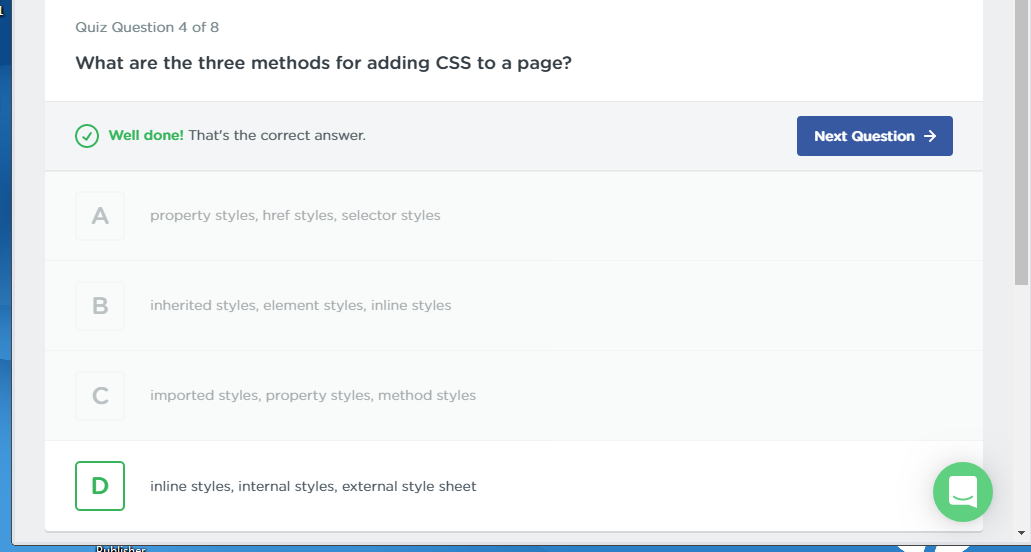 Quiz Question 4 of 8
What are the three methods for adding CSS to a page?
Well done! That's the correct answer.
Next Question →
A
property styles, href styles, selector styles
B
inherited styles, element styles, inline styles
C
imported styles, property styles, method styles
D
inline styles, internal styles, external style sheet
Publisher